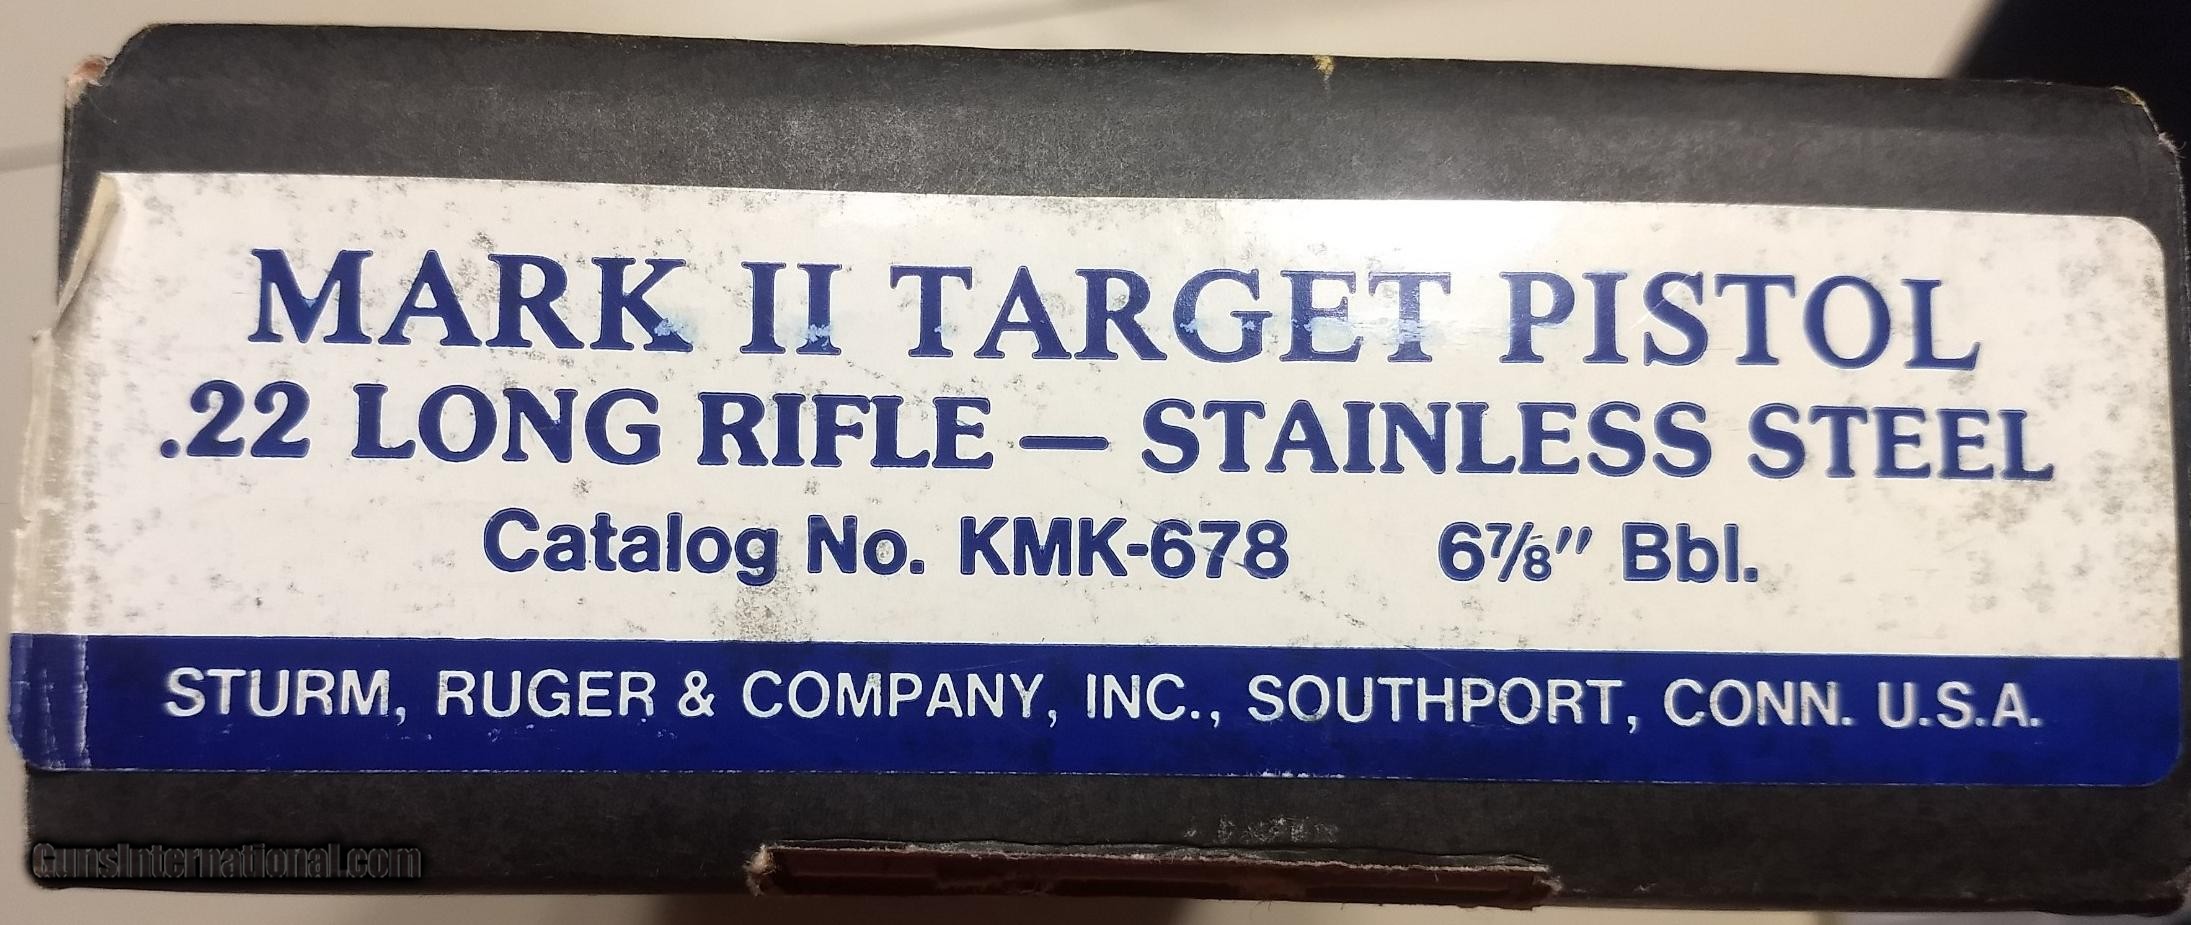 MARK II TARGET PISTOL
.22 LONG RIFLE — STAINLESS STEEL
Catalog No. KMK-678 6⅞" Bbl.
STURM, RUGER & COMPANY, INC., SOUTHPORT, CONN. U.S.A.
GunsInternational.com